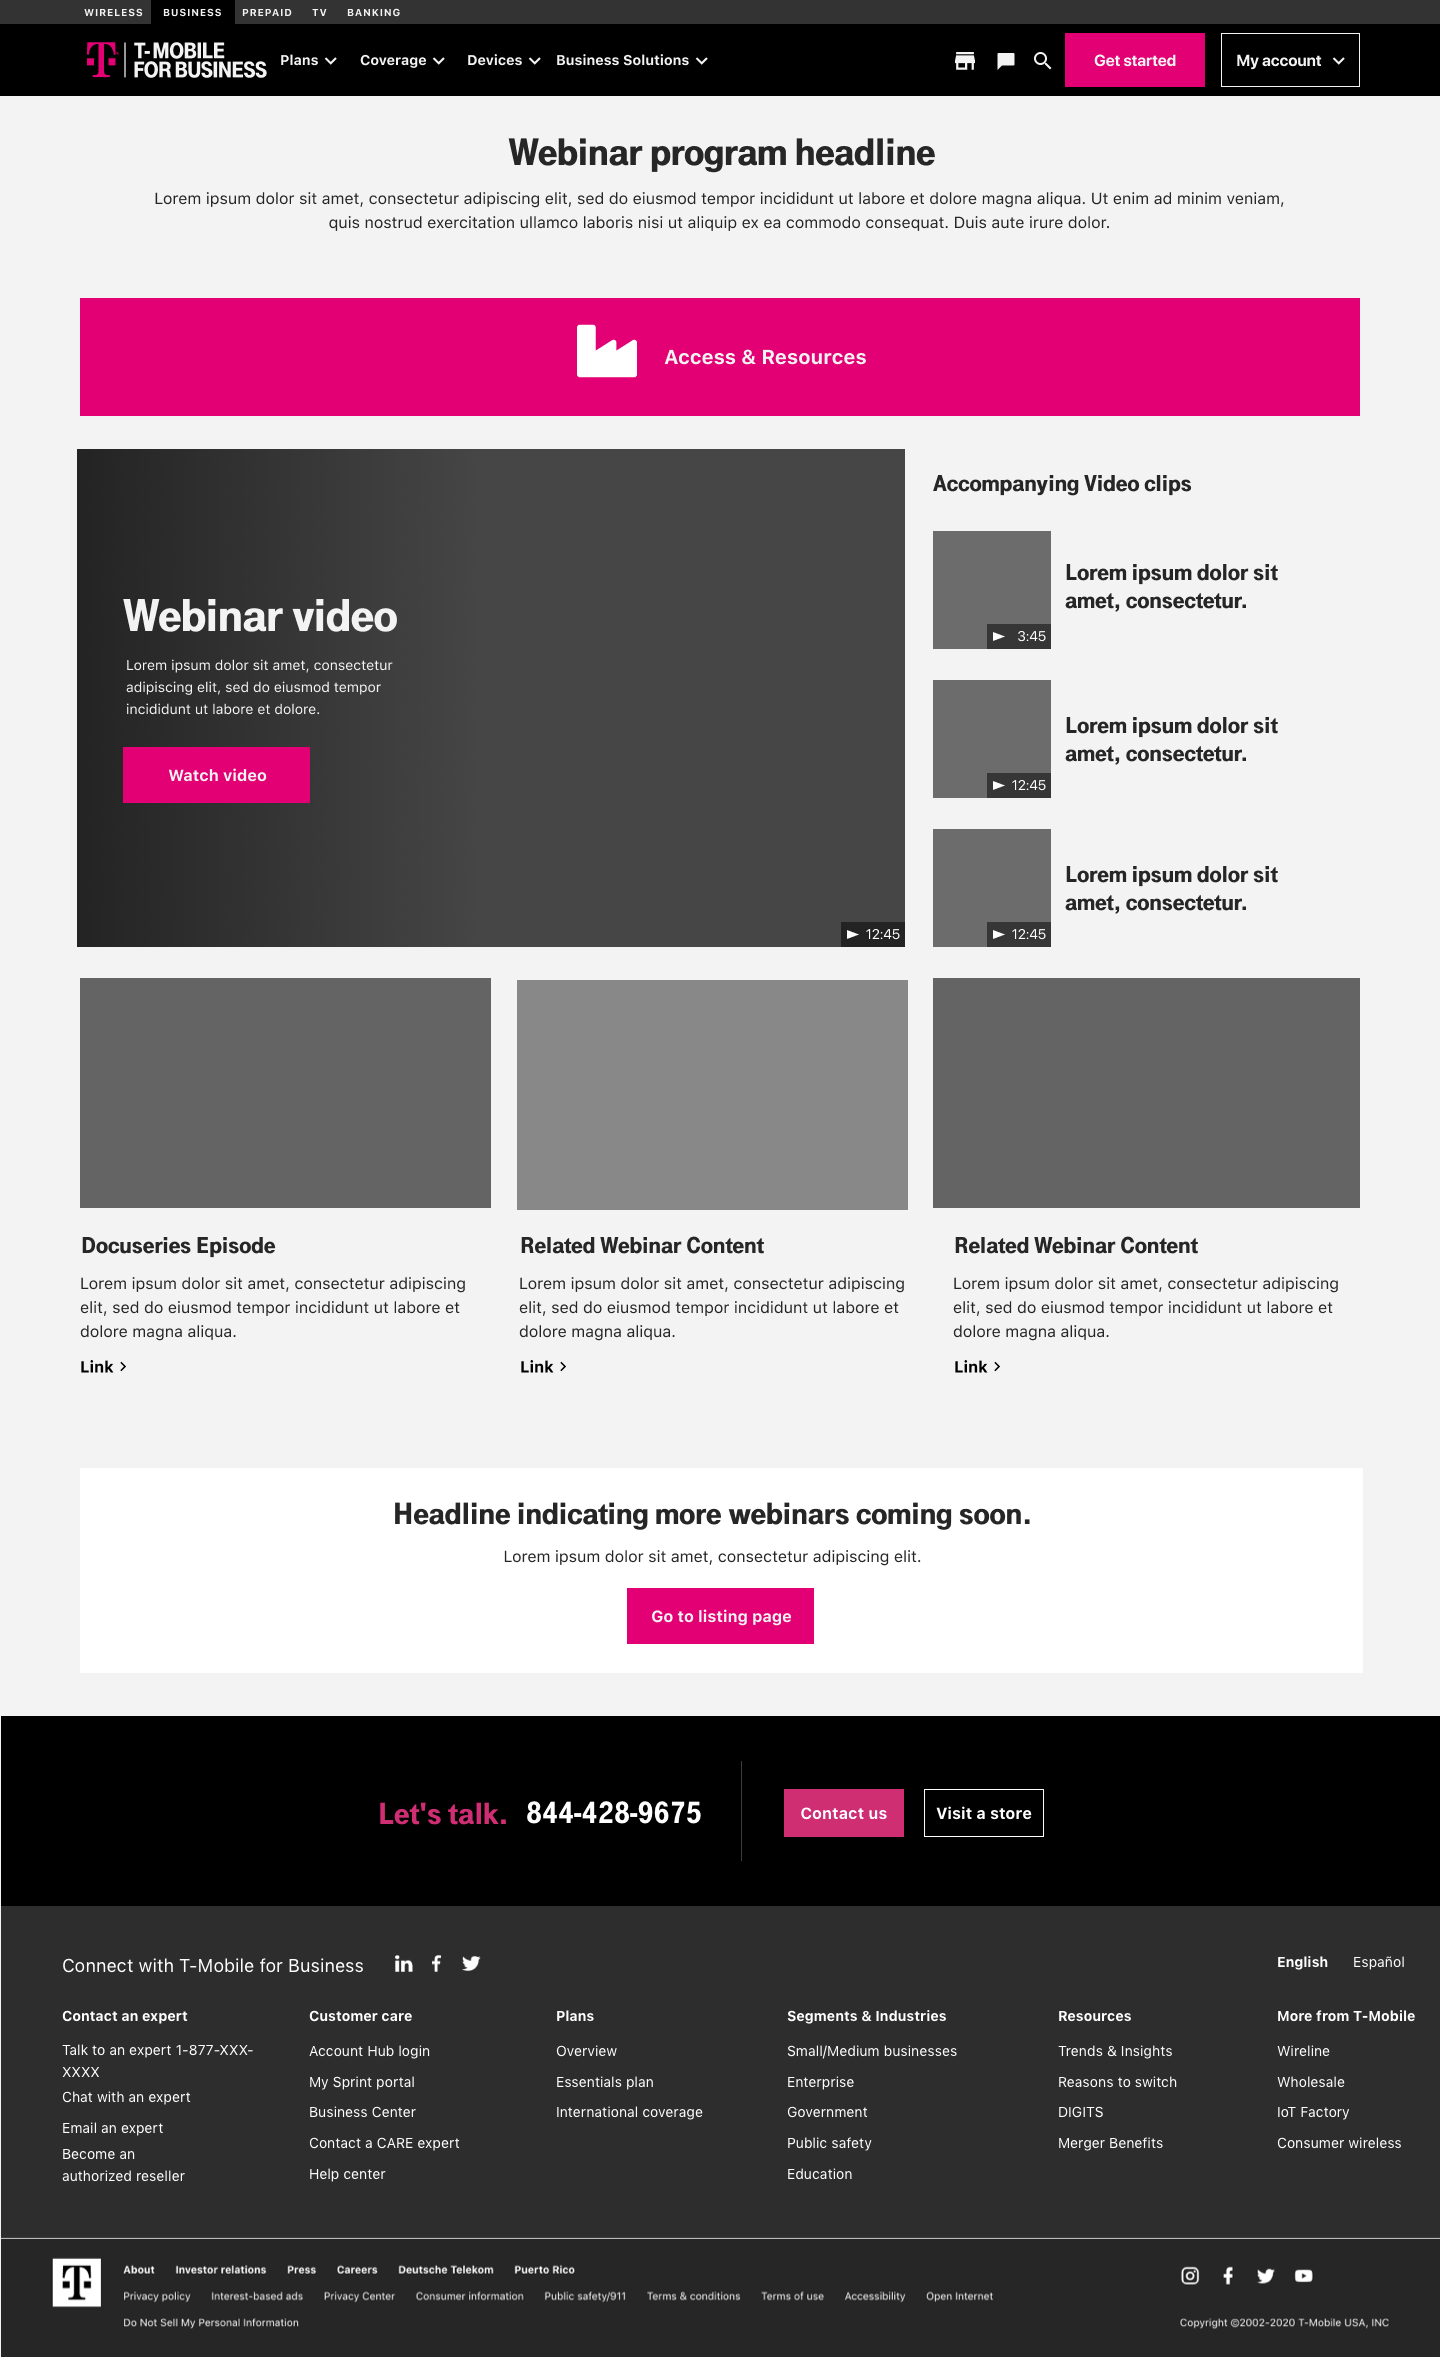 WIRELESS BUSINESS PREPAID TV BANKING
T-MOBILE
FOR BUSINESS
Plans Coverage Devices Business Solutions Get started My account
Webinar program headline
Lorem ipsum dolor sit amet, consectetur adipiscing elit, sed do eiusmod tempor incididunt ut labore et dolore magna aliqua. Ut enim ad minim veniam,
quis nostrud exercitation ullamco laboris nisi ut aliquip ex ea commodo consequat. Duis aute irure dolor.
Access & Resources
Webinar video
Lorem ipsum dolor sit amet, consectetur
adipiscing elit, sed do eiusmod tempor
incididunt ut labore et dolore.
Watch video
12:45
Accompanying Video clips
Lorem ipsum dolor sit
amet, consectetur.
3:45
Lorem ipsum dolor sit
amet, consectetur.
12:45
Lorem ipsum dolor sit
amet, consectetur.
12:45
Docuseries Episode
Lorem ipsum dolor sit amet, consectetur adipiscing
elit, sed do eiusmod tempor incididunt ut labore et
dolore magna aliqua.
Link
Related Webinar Content
Lorem ipsum dolor sit amet, consectetur adipiscing
elit, sed do eiusmod tempor incididunt ut labore et
dolore magna aliqua.
Link
Related Webinar Content
Lorem ipsum dolor sit amet, consectetur adipiscing
elit, sed do eiusmod tempor incididunt ut labore et
dolore magna aliqua.
Link
Headline indicating more webinars coming soon.
Lorem ipsum dolor sit amet, consectetur adipiscing elit.
Go to listing page
Let's talk. 844-428-9675 Contact us Visit a store
Connect with T-Mobile for Business
English Español
Contact an expert
Talk to an expert 1-877-XXX-
XXXX
Chat with an expert
Email an expert
Become an
authorized reseller
Customer care
Account Hub login
My Sprint portal
Business Center
Contact a CARE expert
Help center
Plans
Overview
Essentials plan
International coverage
Segments & Industries
Small/Medium businesses
Enterprise
Government
Public safety
Education
Resources
Trends & Insights
Reasons to switch
DIGITS
Merger Benefits
More from T-Mobile
Wireline
Wholesale
IoT Factory
Consumer wireless
About Investor relations Press Careers Deutsche Telekom Puerto Rico
Privacy policy Interest-based ads Privacy Center Consumer information Public safety/911 Terms & conditions Terms of use Accessibility Open Internet
Do Not Sell My Personal Information
Copyright ©2002-2020 T-Mobile USA, INC